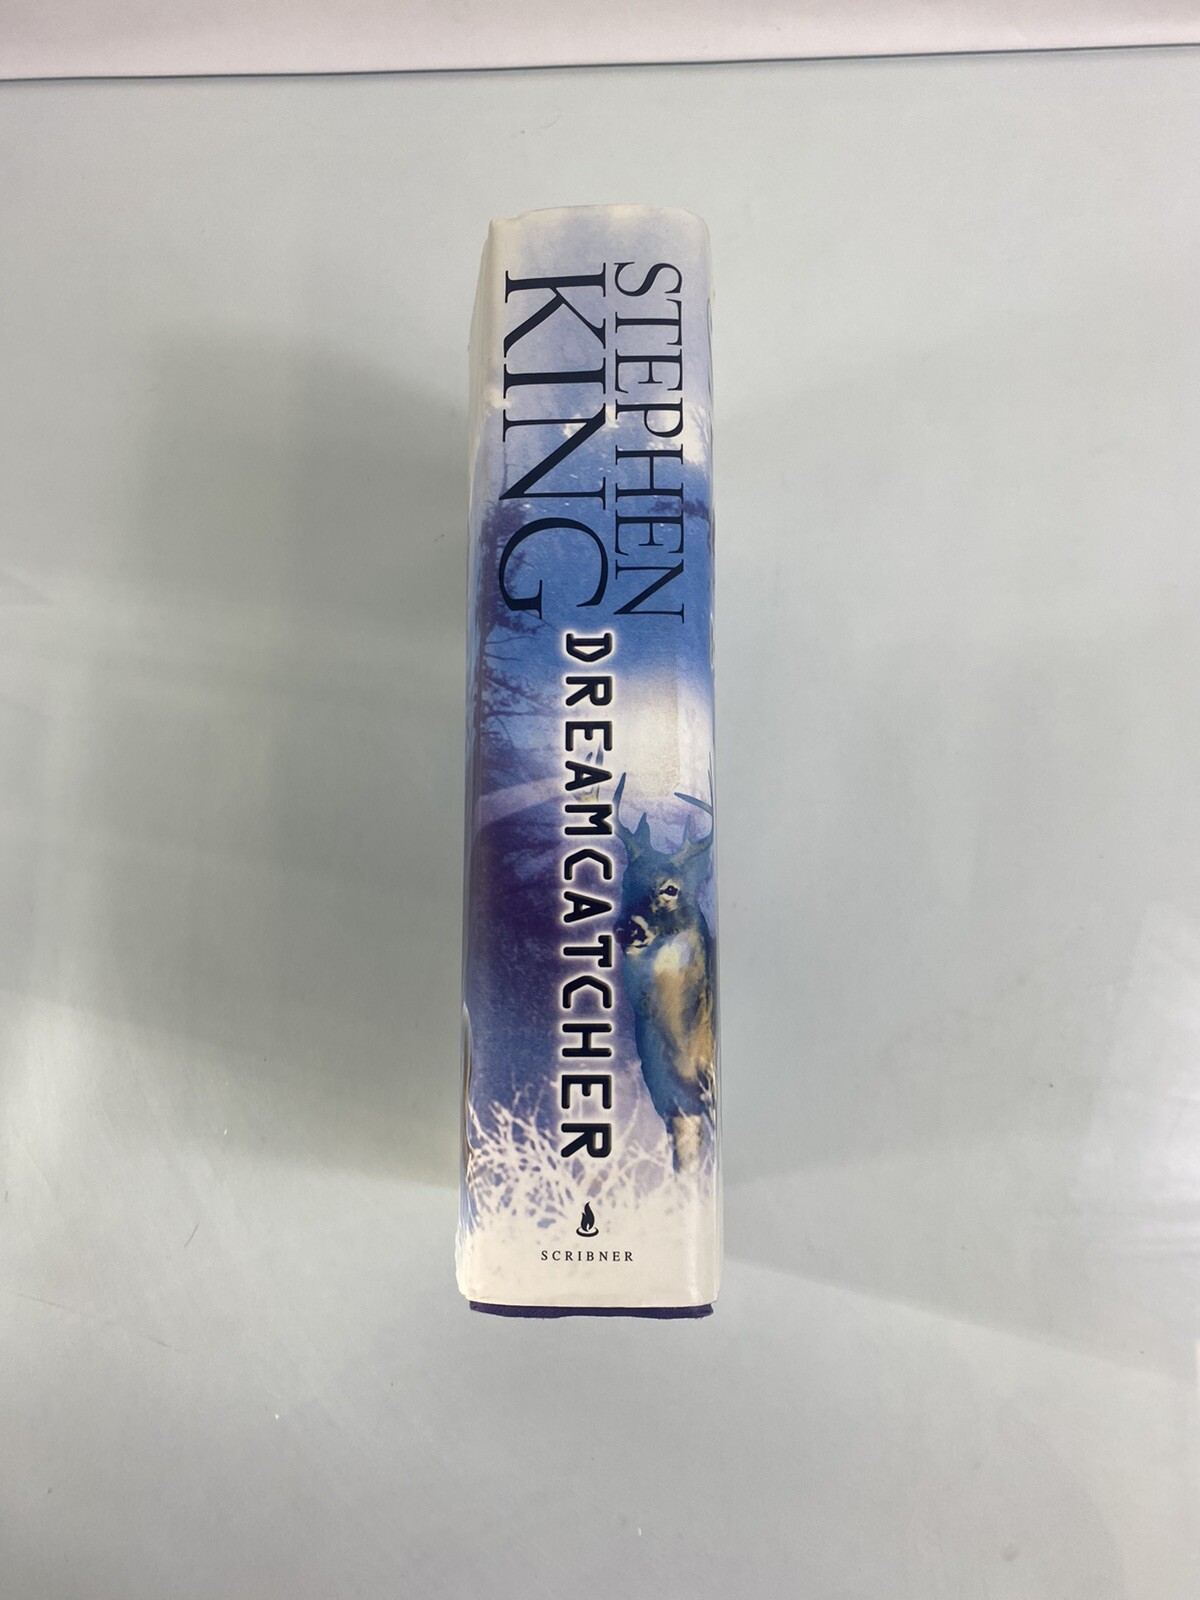 STEPHEN
KING
DREAMCATCHER
SCRIBNER